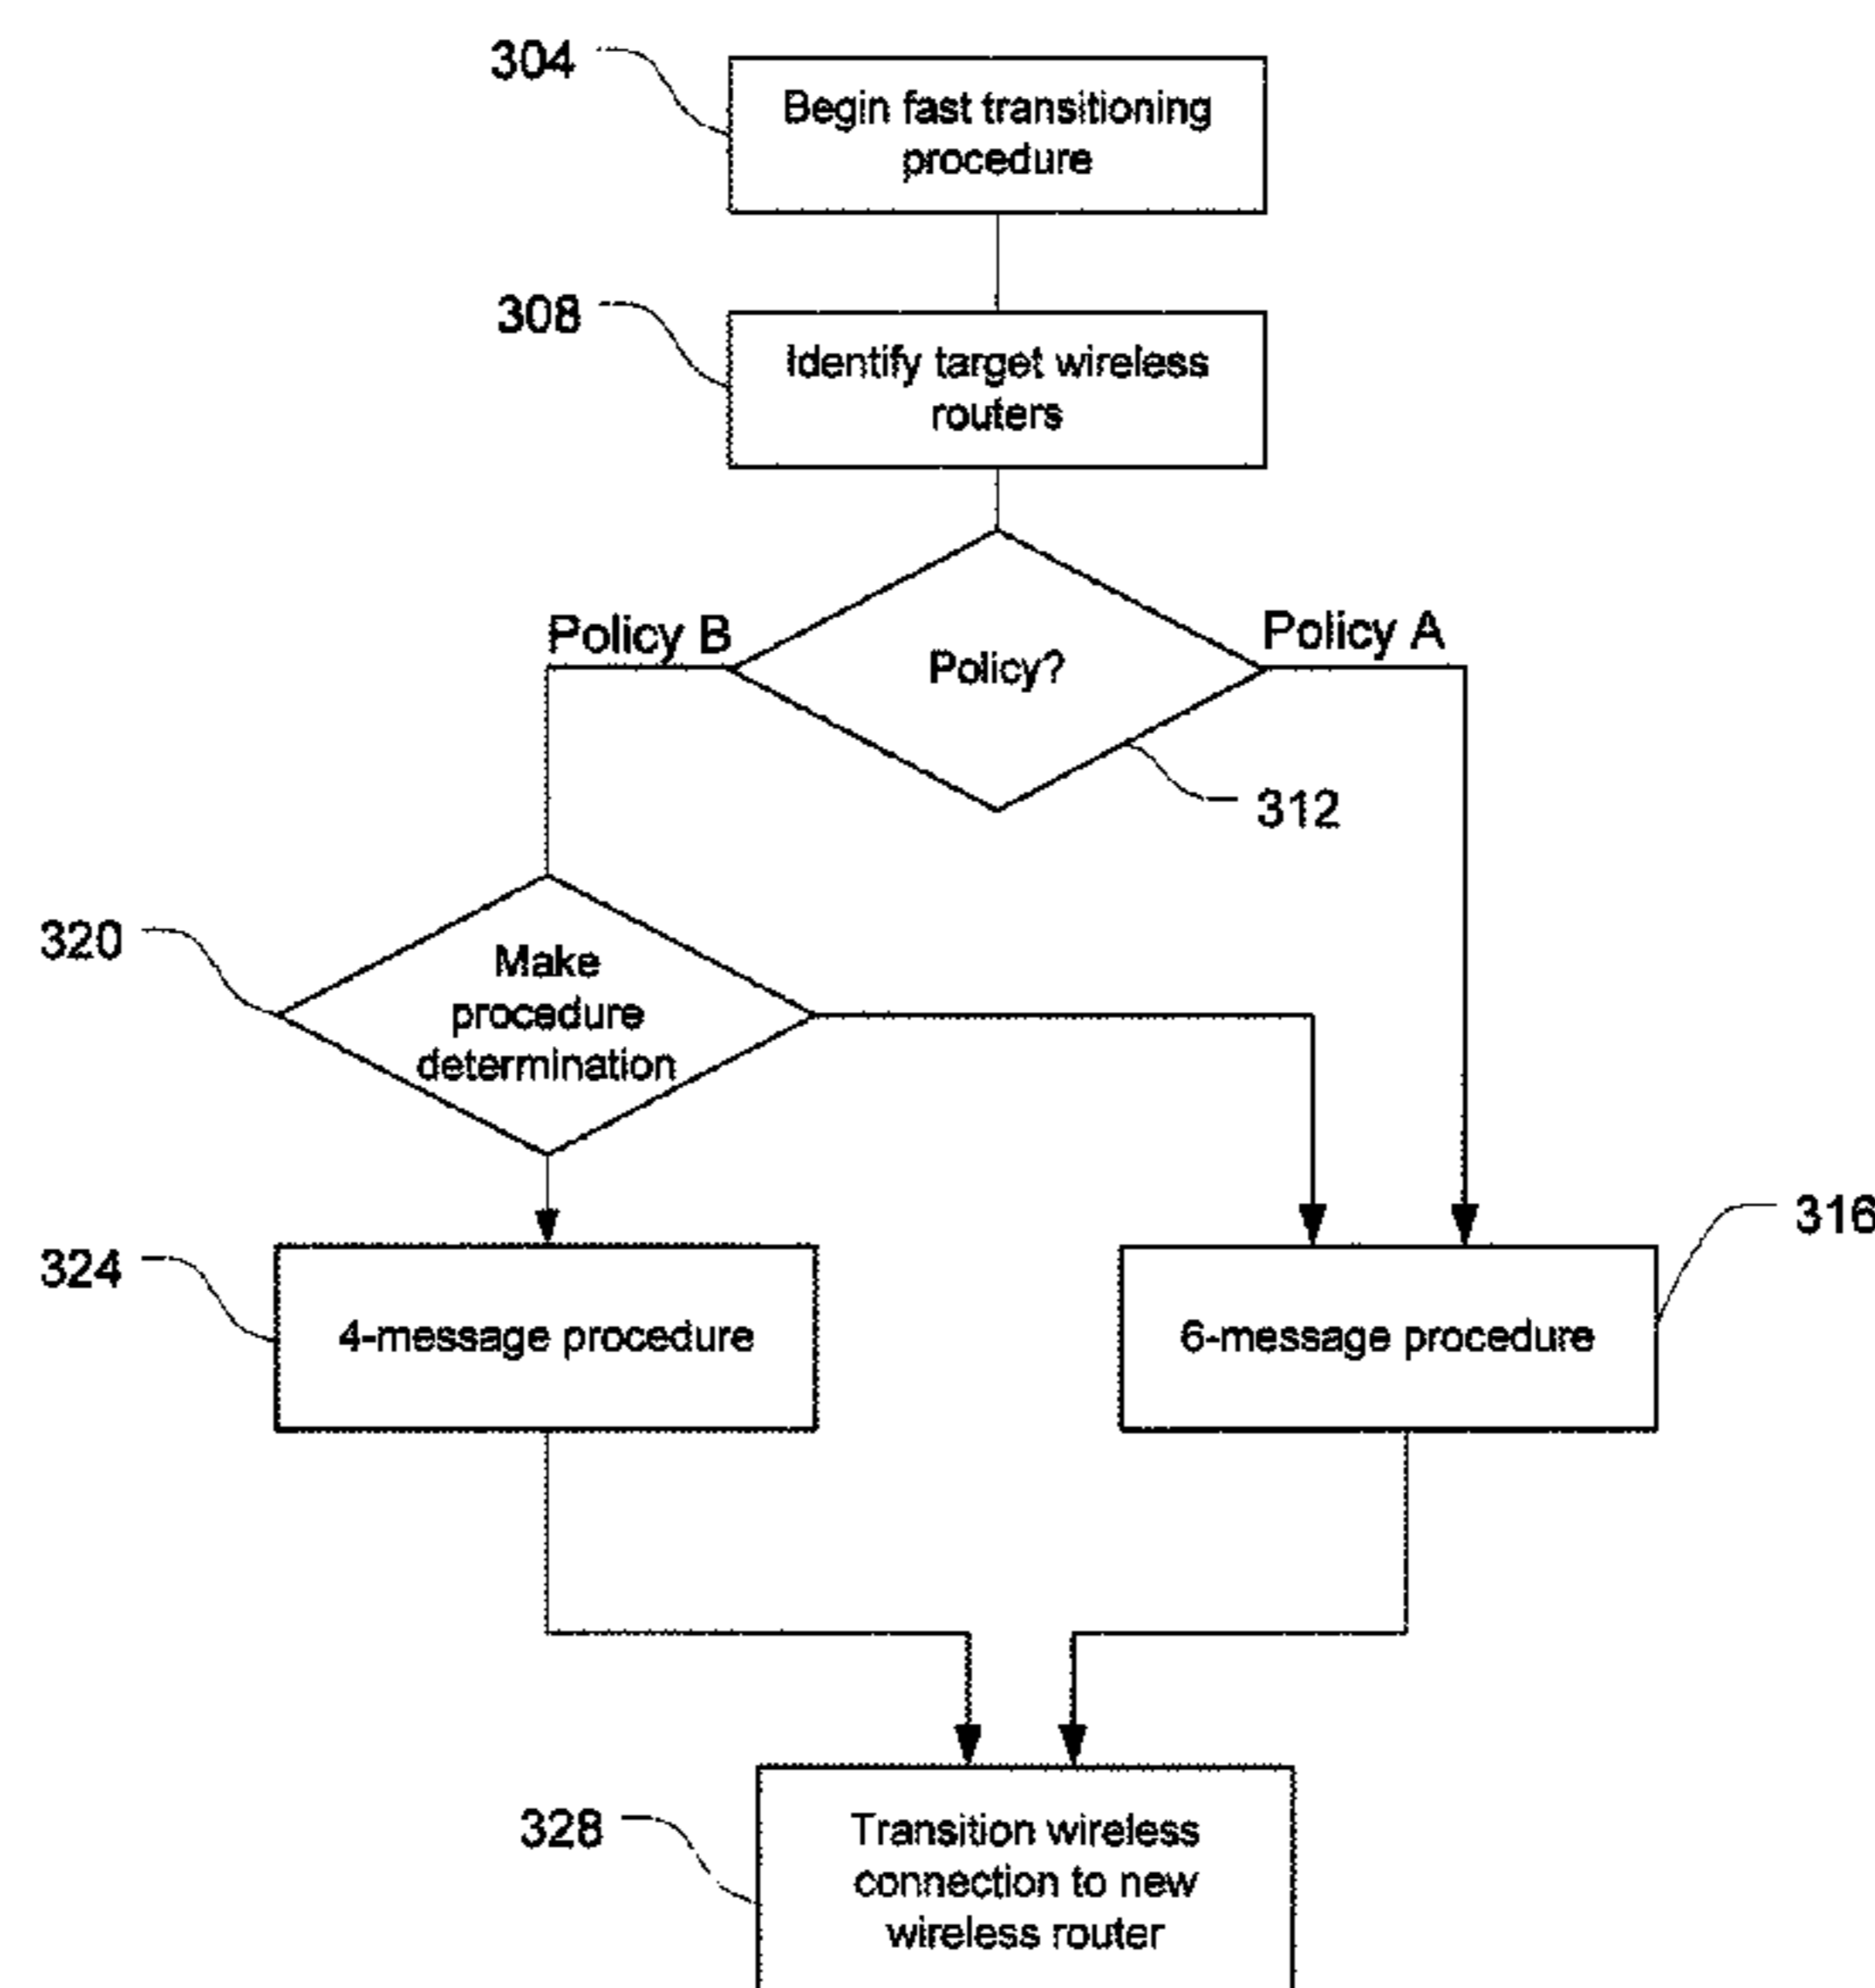 304
Begin fast transitioning
procedure
308
Identify target wireless
routers
Policy B
Policy?
Policy A
312
320
Make
procedure
determination
324
4-message procedure
6-message procedure
316
328
Transition wireless
connection to new
wireless router